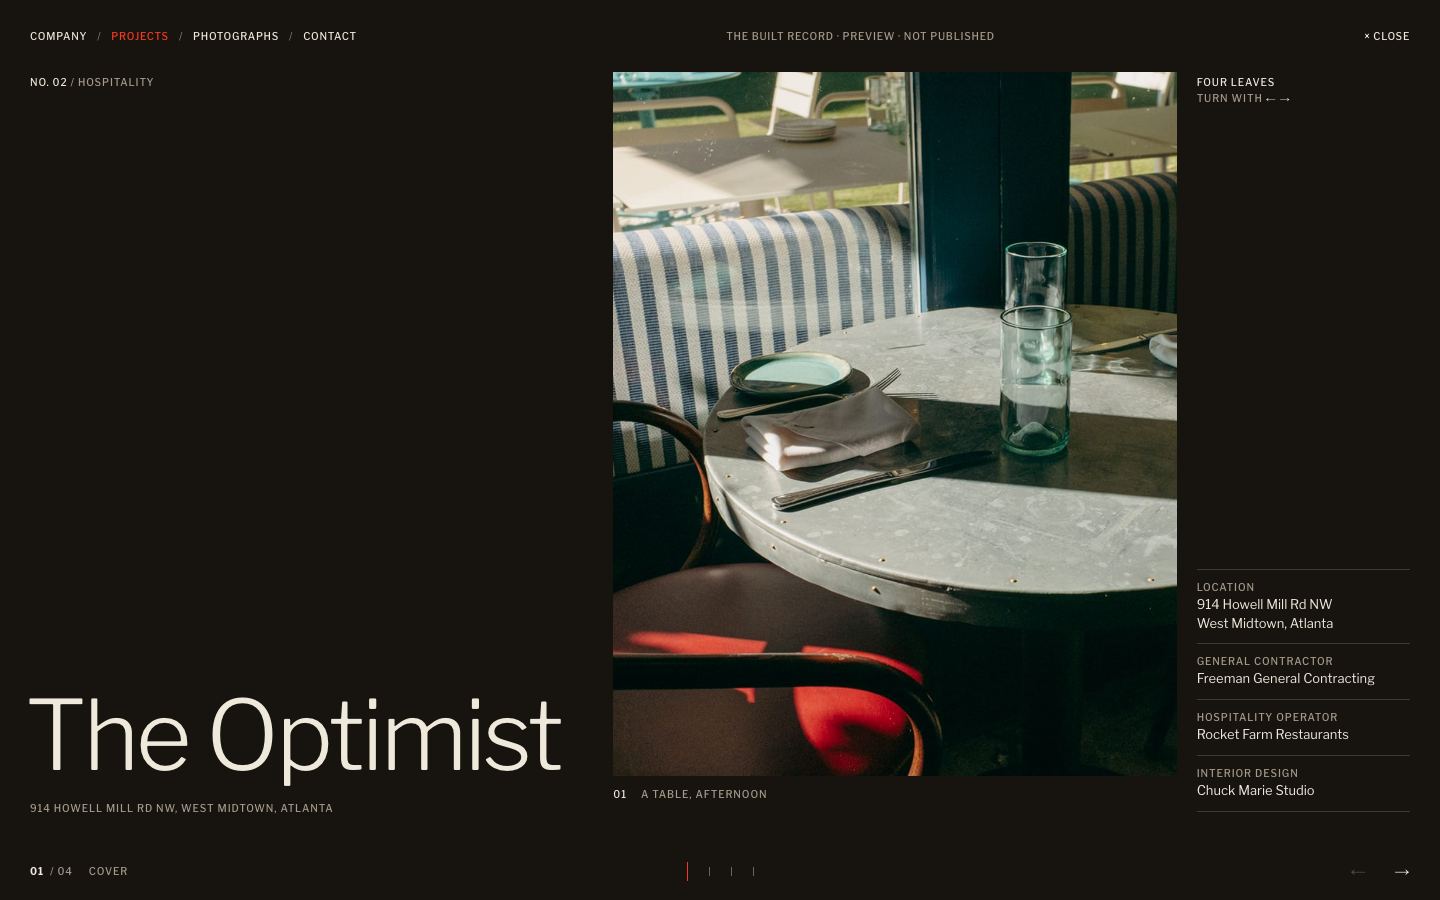 COMPANY / PROJECTS / PHOTOGRAPHS / CONTACT
THE BUILT RECORD · PREVIEW · NOT PUBLISHED
× CLOSE
NO. 02 / HOSPITALITY
FOUR LEAVES
TURN WITH ← →
The Optimist
914 HOWELL MILL RD NW, WEST MIDTOWN, ATLANTA
01 A TABLE, AFTERNOON
LOCATION
914 Howell Mill Rd NW
West Midtown, Atlanta
GENERAL CONTRACTOR
Freeman General Contracting
HOSPITALITY OPERATOR
Rocket Farm Restaurants
INTERIOR DESIGN
Chuck Marie Studio
01 / 04 COVER
← →